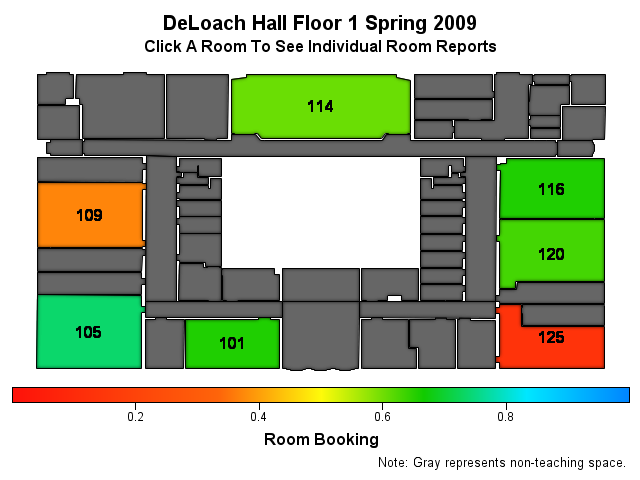 DeLoach Hall Floor 1 Spring 2009
Click A Room To See Individual Room Reports
114
116
109
120
105
101
125
0.2 0.4 0.6 0.8
Room Booking
Note: Gray represents non-teaching space.